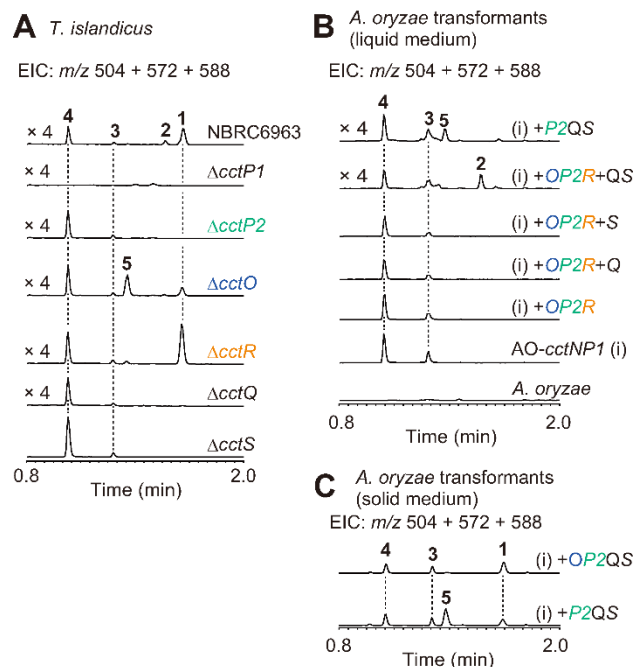 A T. islandicus
EIC: m/z 504 + 572 + 588
4 3 2 1
× 4 NBRC6963
× 4 ΔcctP1
× 4 ΔcctP2
5
× 4 ΔcctO
× 4 ΔcctR
× 4 ΔcctQ
ΔcctS
0.8 2.0
Time (min)
B A. oryzae transformants
(liquid medium)
EIC: m/z 504 + 572 + 588
4 3 5
× 4 (i) +P2QS
2
× 4 (i) +OP2R+QS
(i) +OP2R+S
(i) +OP2R+Q
(i) +OP2R
AO-cctNP1 (i)
A. oryzae
0.8 2.0
Time (min)
C A. oryzae transformants
(solid medium)
EIC: m/z 504 + 572 + 588
4 3 1
(i) +OP2QS
5
(i) +P2QS
0.8 2.0
Time (min)